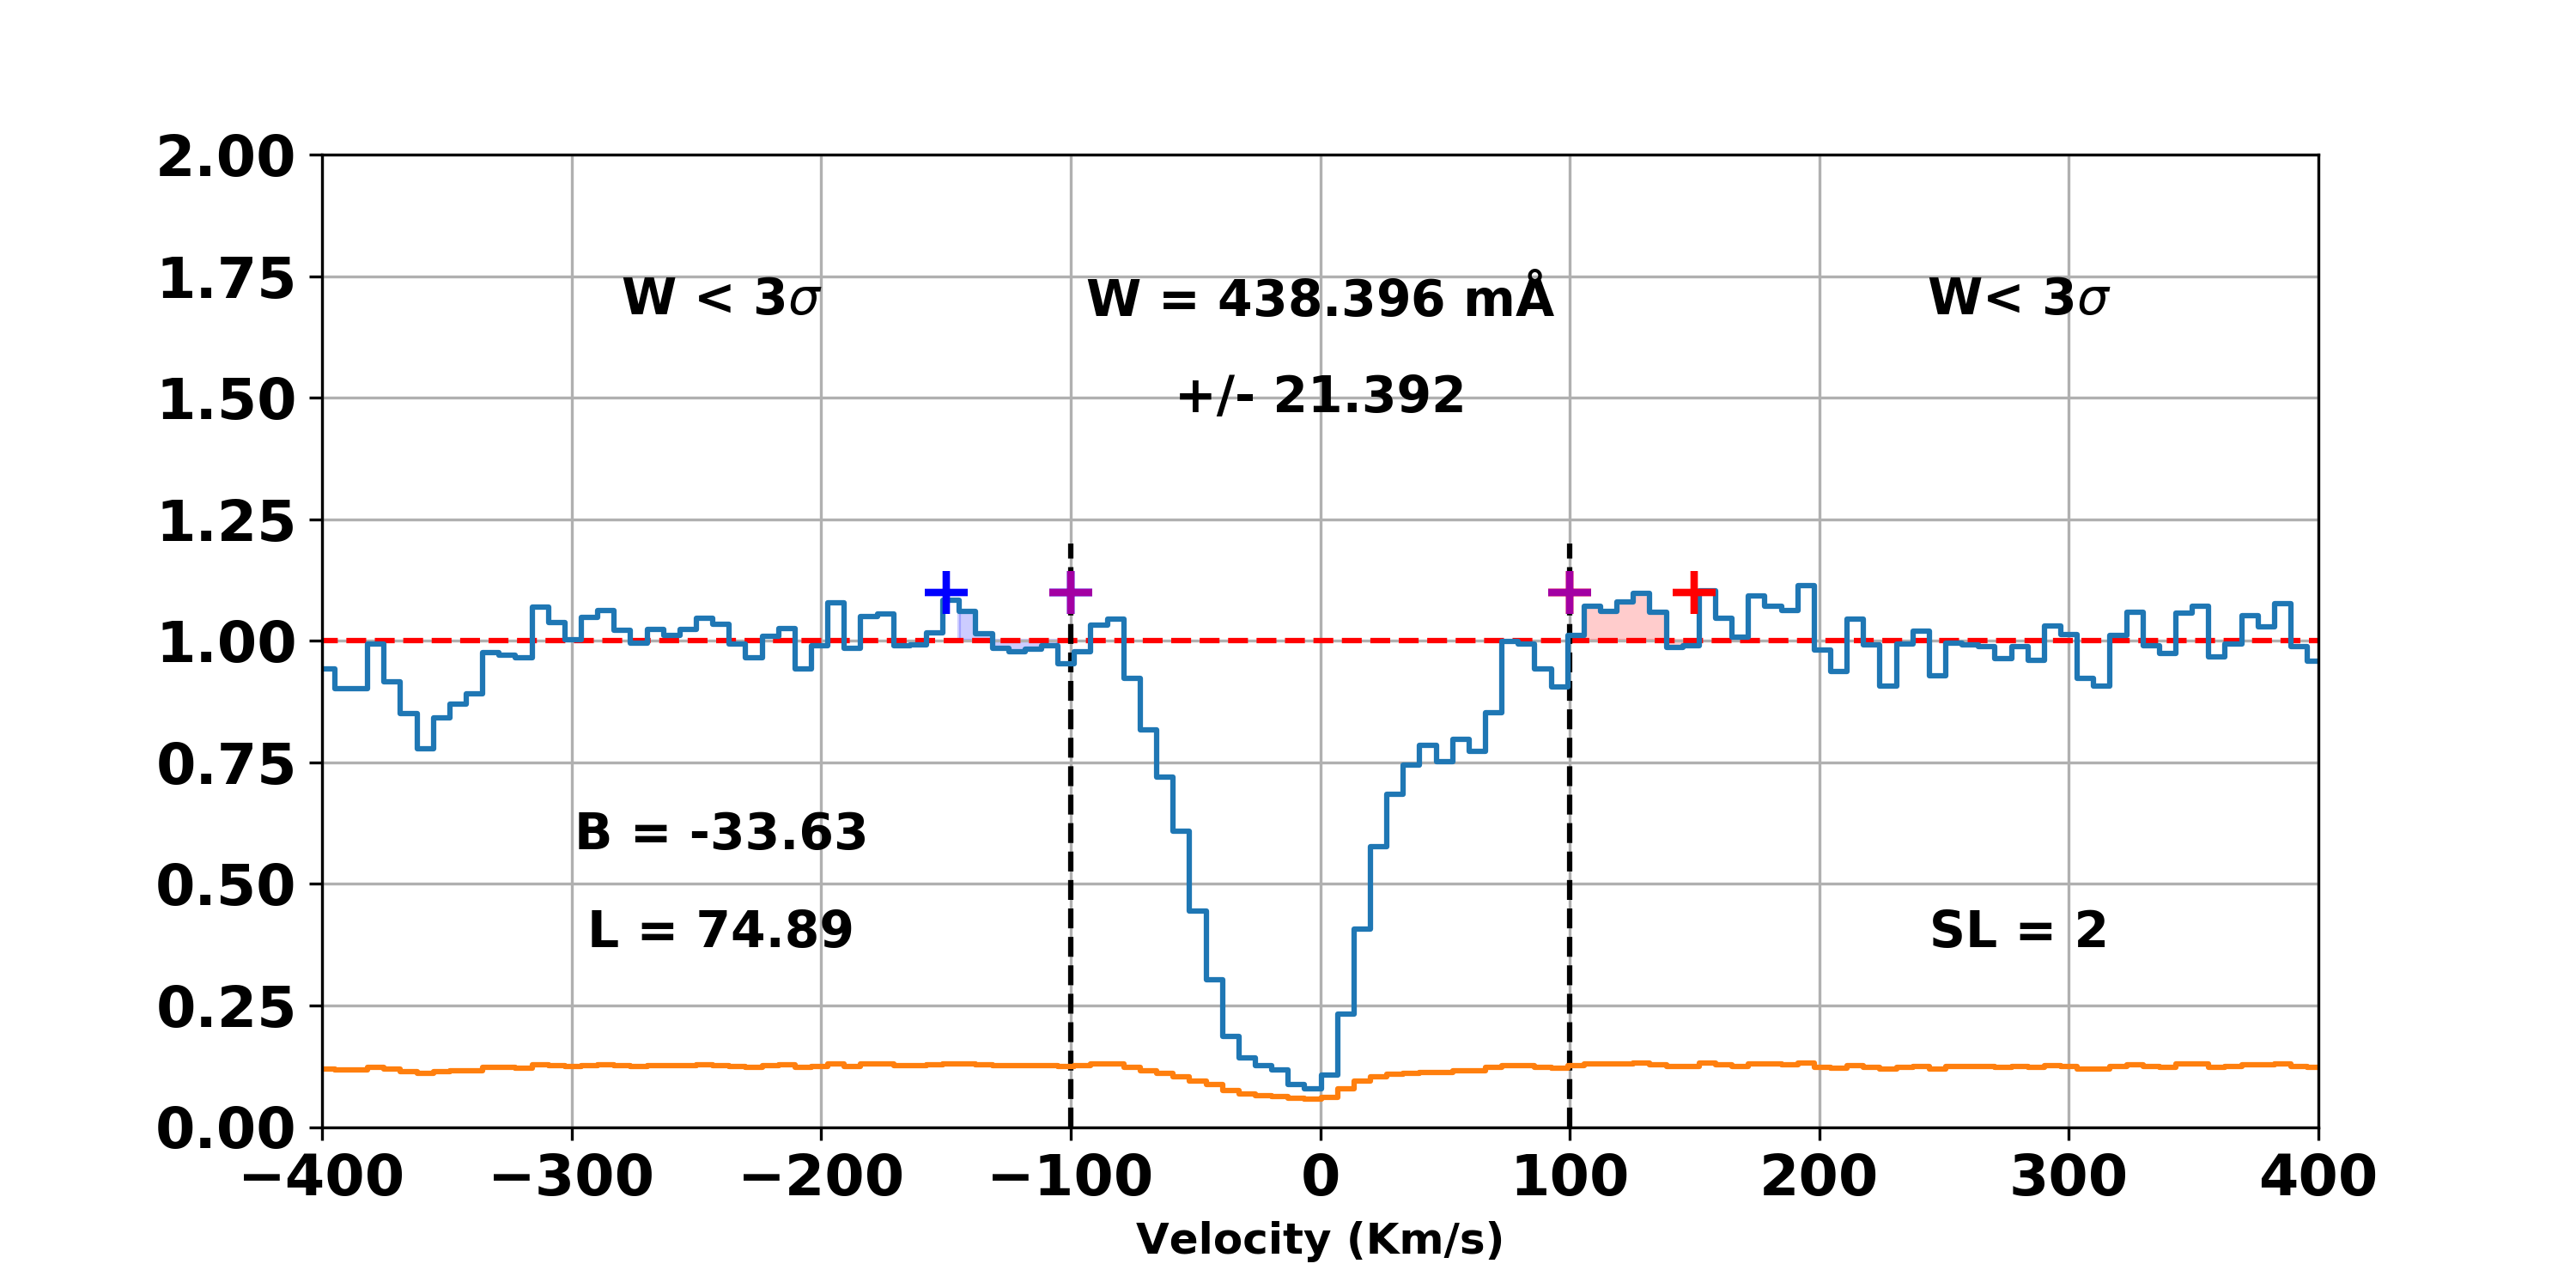 2.00
1.75
1.50
1.25
1.00
0.75
0.50
0.25
0.00
W < 3σ
W = 438.396 mÅ
+/- 21.392
W< 3σ
B = -33.63
L = 74.89
SL = 2
−400 −300 −200 −100 0 100 200 300 400
Velocity (Km/s)